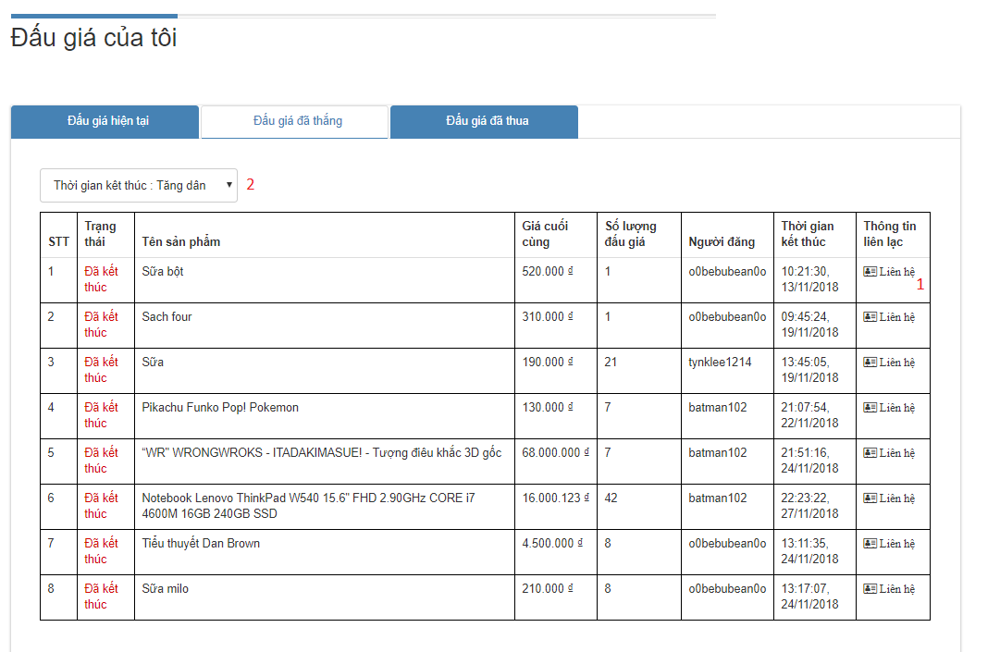 Đấu giá của tôi
Đấu giá hiện tại Đấu giá đã thắng Đấu giá đã thua
Thời gian kết thúc : Tăng dần 2
STT Trạng thái Tên sản phẩm Giá cuối cùng Số lượng đấu giá Người đăng Thời gian kết thúc Thông tin liên lạc
1 Đã kết thúc Sữa bột 520.000 ₫ 1 o0bebubean0o 10:21:30, 13/11/2018 Liên hệ 1
2 Đã kết thúc Sach four 310.000 ₫ 1 o0bebubean0o 09:45:24, 19/11/2018 Liên hệ
3 Đã kết thúc Sữa 190.000 ₫ 21 tynklee1214 13:45:05, 19/11/2018 Liên hệ
4 Đã kết thúc Pikachu Funko Pop! Pokemon 130.000 ₫ 7 batman102 21:07:54, 22/11/2018 Liên hệ
5 Đã kết thúc “WR” WRONGWROKS - ITADAKIMASUE! - Tượng điêu khắc 3D gốc 68.000.000 ₫ 7 batman102 21:51:16, 24/11/2018 Liên hệ
6 Đã kết thúc Notebook Lenovo ThinkPad W540 15.6" FHD 2.90GHz CORE i7 4600M 16GB 240GB SSD 16.000.123 ₫ 42 batman102 22:23:22, 27/11/2018 Liên hệ
7 Đã kết thúc Tiểu thuyết Dan Brown 4.500.000 ₫ 8 o0bebubean0o 13:11:35, 24/11/2018 Liên hệ
8 Đã kết thúc Sữa milo 210.000 ₫ 8 o0bebubean0o 13:17:07, 24/11/2018 Liên hệ